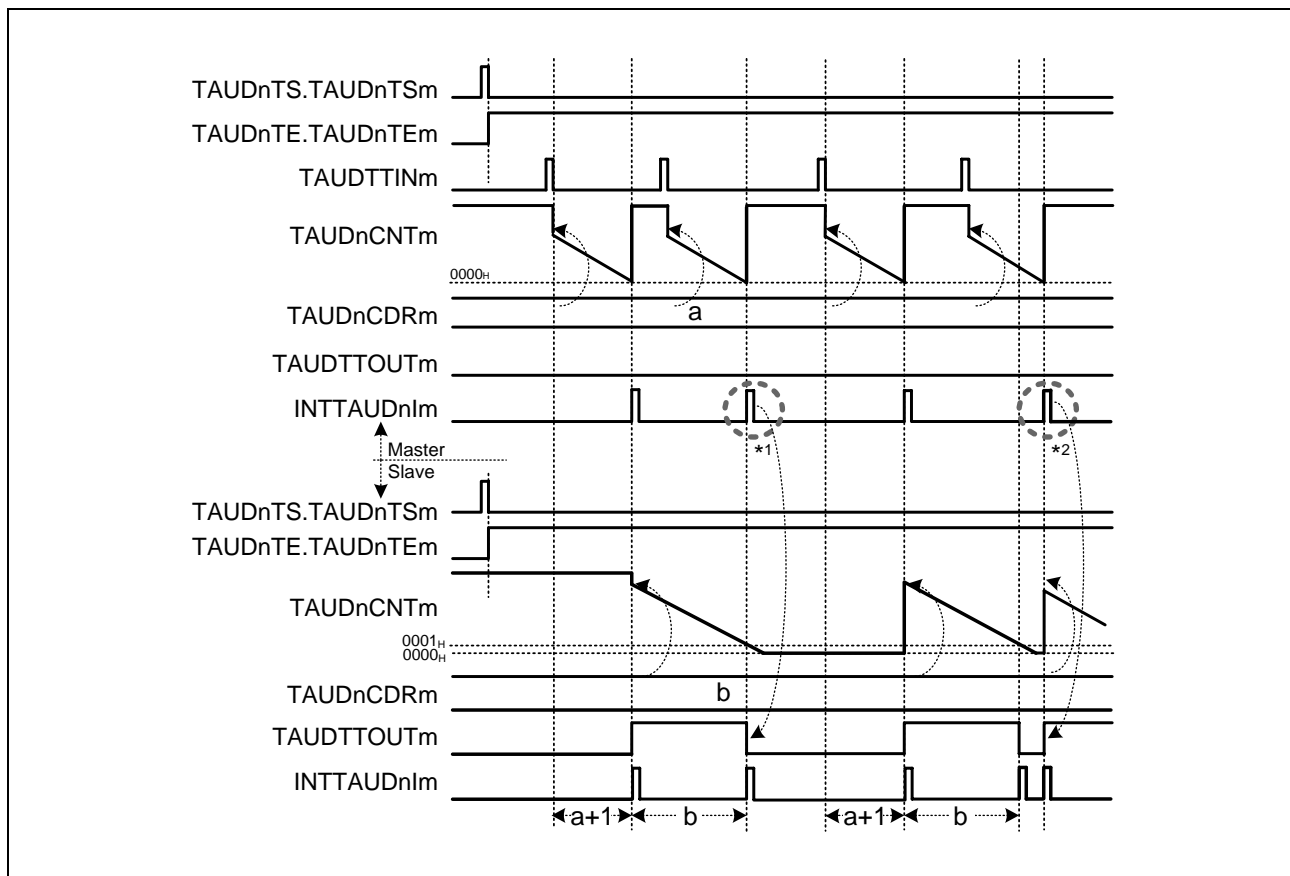 TAUDnTS.TAUDnTSm
TAUDnTE.TAUDnTEm
TAUDTTINm
TAUDnCNTm
0000H
TAUDnCDRm
a
TAUDTTOUTm
INTTAUDnIm
*1
*2
Master
Slave
TAUDnTS.TAUDnTSm
TAUDnTE.TAUDnTEm
TAUDnCNTm
0001H
0000H
TAUDnCDRm
b
TAUDTTOUTm
INTTAUDnIm
a+1 b a+1 b